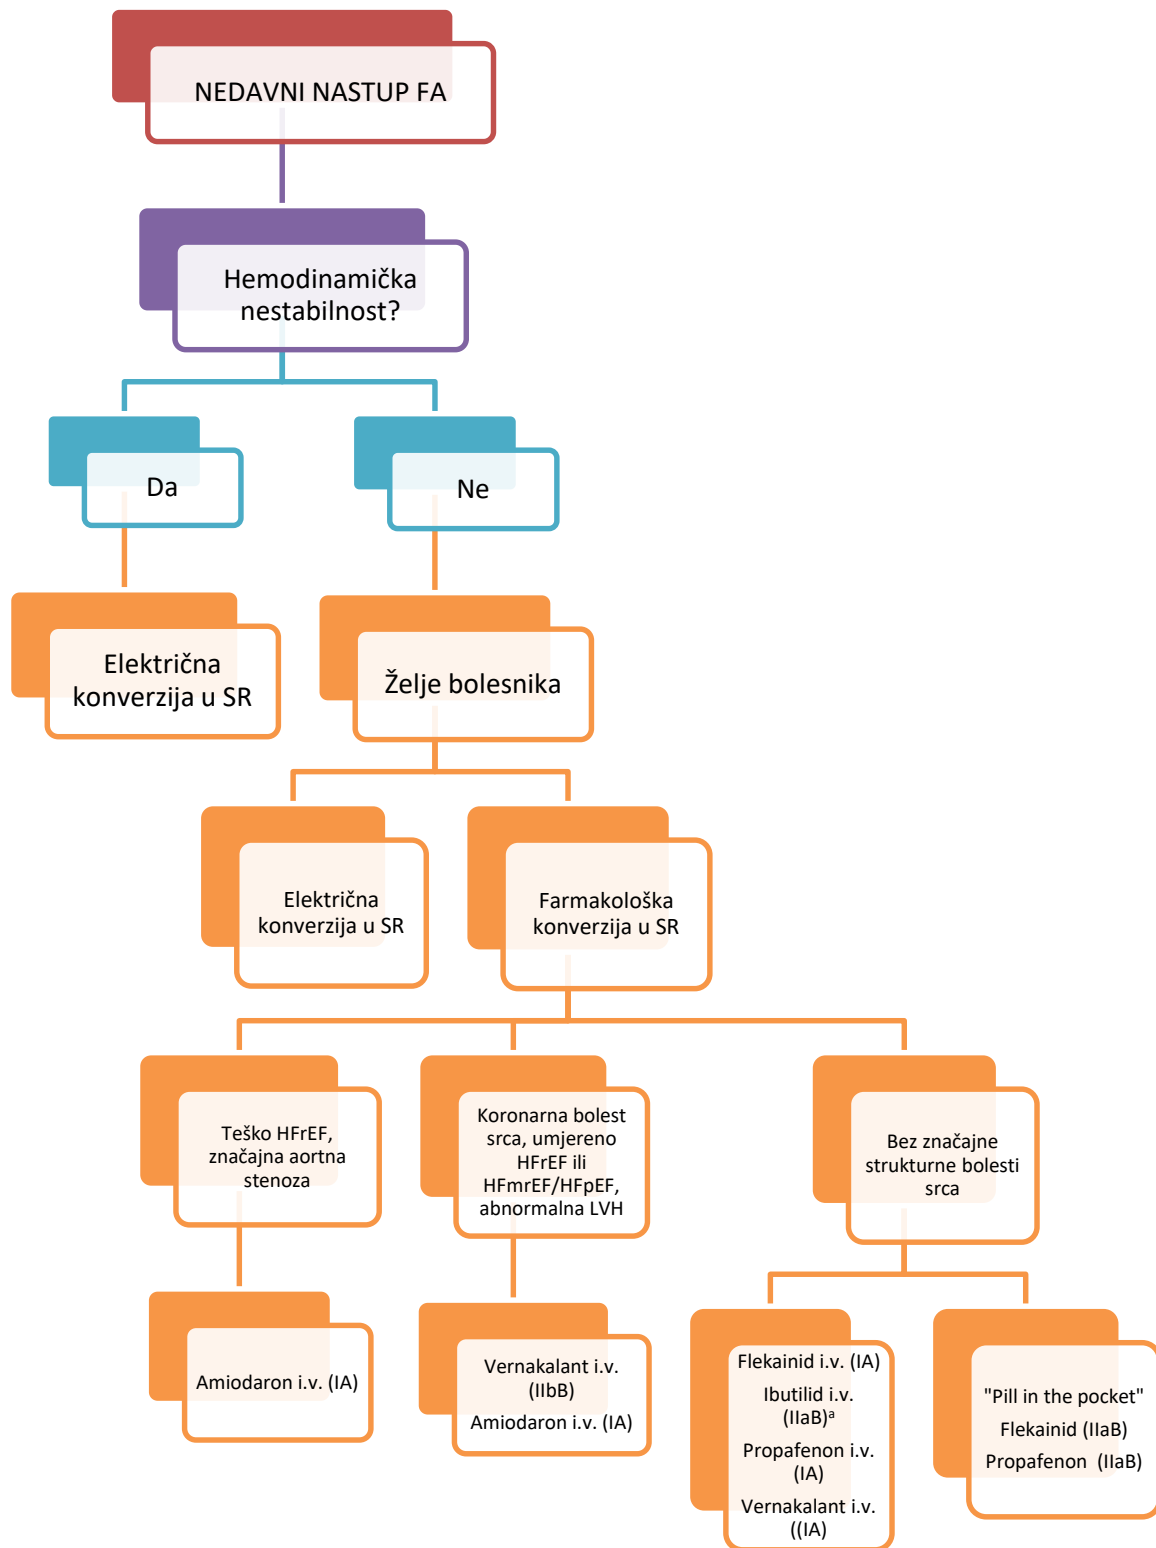 NEDAVNI NASTUP FA
Hemodinamička
nestabilnost?
Da
Ne
Električna
konverzija u SR
Želje bolesnika
Električna
konverzija u SR
Farmakološka
konverzija u SR
Teško HFrEF,
značajna aortna
stenoza
Koronarna bolest
srca, umjereno
HFrEF ili
HFmrEF/HFpEF,
abnormalna LVH
Bez značajne
strukturne bolesti
srca
Amiodaron i.v. (IA)
Vernakalant i.v.
(IIbB)
Amiodaron i.v. (IA)
Flekainid i.v. (IA)
Ibutilid i.v.
(IIaB)ᵃ
Propafenon i.v.
(IA)
Vernakalant i.v.
((IA)
"Pill in the pocket"
Flekainid (IIaB)
Propafenon (IIaB)